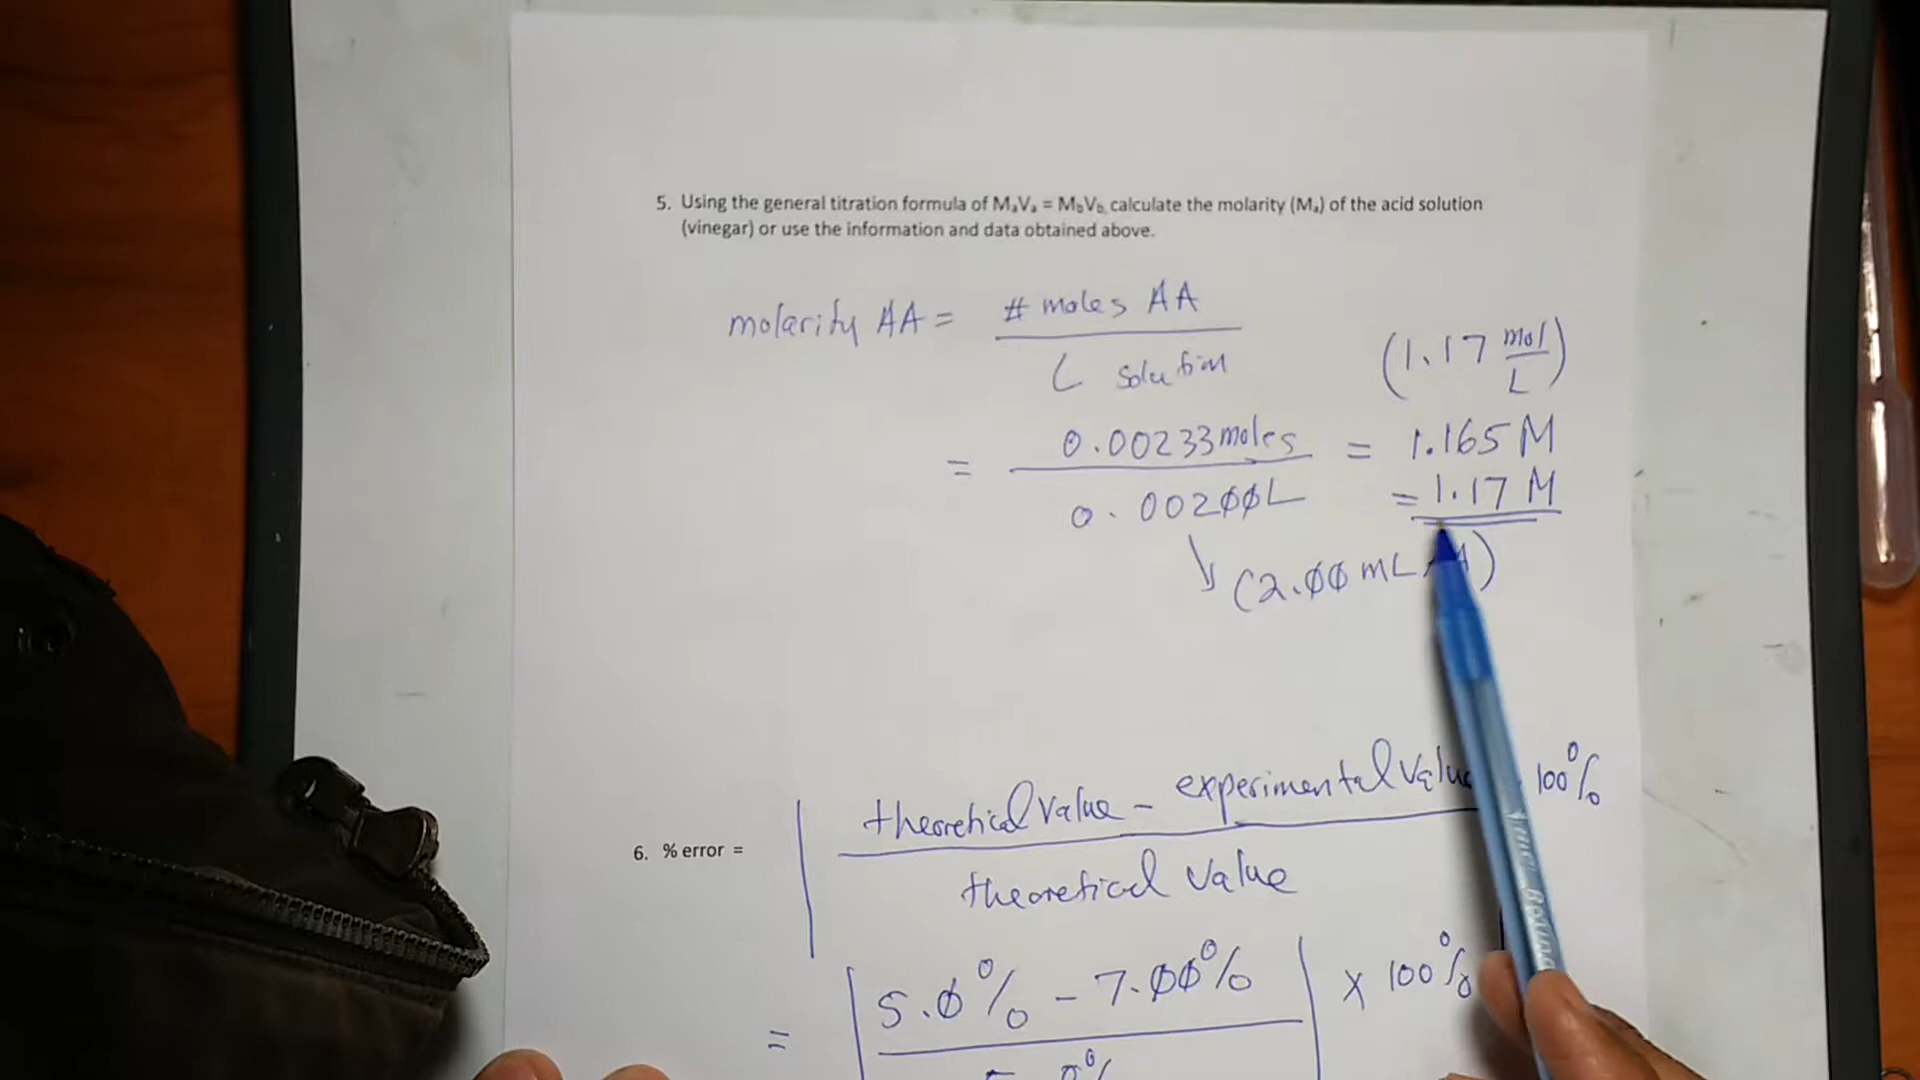 5. Using the general titration formula of MₐVₐ = M_bV_b, calculate the molarity (Mₐ) of the acid solution
(vinegar) or use the information and data obtained above.
molarity AA = # moles AA
L solution
(1.17 mol/L)
= 0.00233 moles = 1.165 M
0.00200L = 1.17 M
(2.00 mL
theoretical value - experimental 100%
6. % error =
theoretical value
5.0% - 7.00% x 100%
=